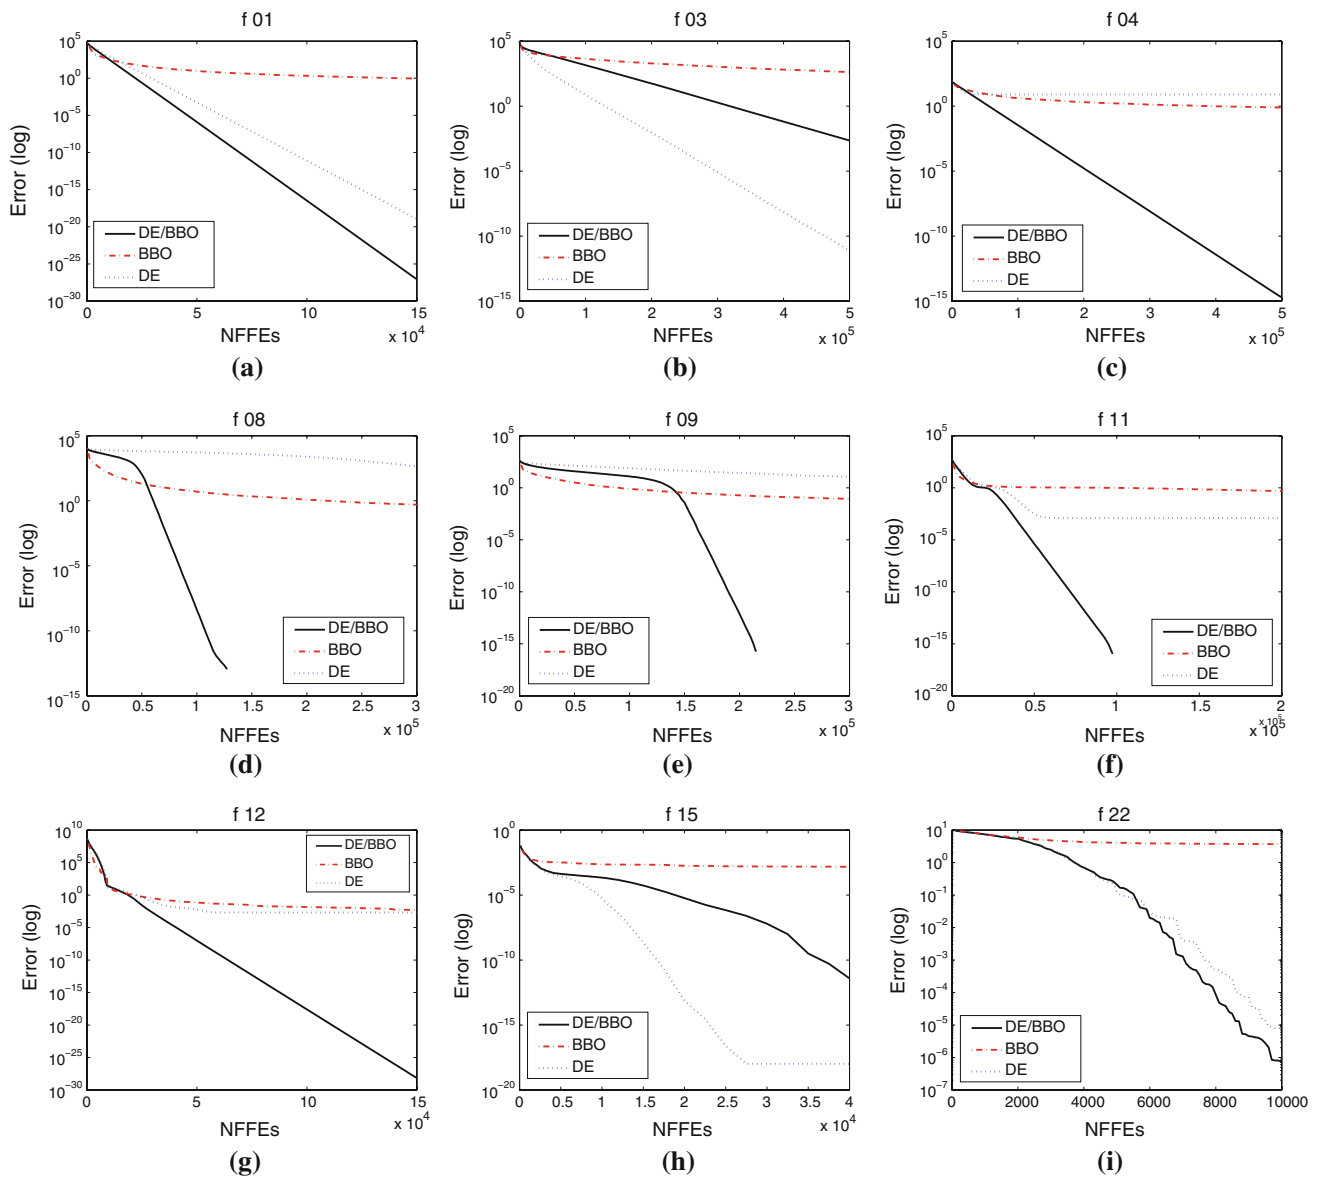 f 01
10^5
10^0
10^−5
10^−10
10^−15
10^−20
10^−25
10^−30
Error (log)
DE/BBO
BBO
DE
0 5 10 15
NFFEs
x 10^4
(a)
f 03
10^5
10^0
10^−5
10^−10
10^−15
Error (log)
DE/BBO
BBO
DE
0 1 2 3 4 5
NFFEs
x 10^5
(b)
f 04
10^5
10^0
10^−5
10^−10
10^−15
Error (log)
DE/BBO
BBO
DE
0 1 2 3 4 5
NFFEs
x 10^5
(c)
f 08
10^5
10^0
10^−5
10^−10
10^−15
Error (log)
DE/BBO
BBO
DE
0 0.5 1 1.5 2 2.5 3
NFFEs
x 10^5
(d)
f 09
10^5
10^0
10^−5
10^−10
10^−15
10^−20
Error (log)
DE/BBO
BBO
DE
0 0.5 1 1.5 2 2.5 3
NFFEs
x 10^5
(e)
f 11
10^5
10^0
10^−5
10^−10
10^−15
10^−20
Error (log)
DE/BBO
BBO
DE
0 0.5 1 1.5 2
NFFEs
x 10^5
(f)
f 12
10^10
10^5
10^0
10^−5
10^−10
10^−15
10^−20
10^−25
10^−30
Error (log)
DE/BBO
BBO
DE
0 5 10 15
NFFEs
x 10^4
(g)
f 15
10^0
10^−5
10^−10
10^−15
10^−20
Error (log)
DE/BBO
BBO
DE
0 0.5 1 1.5 2 2.5 3 3.5 4
NFFEs
x 10^4
(h)
f 22
10^1
10^0
10^−1
10^−2
10^−3
10^−4
10^−5
10^−6
10^−7
Error (log)
DE/BBO
BBO
DE
0 2000 4000 6000 8000 10000
NFFEs
(i)